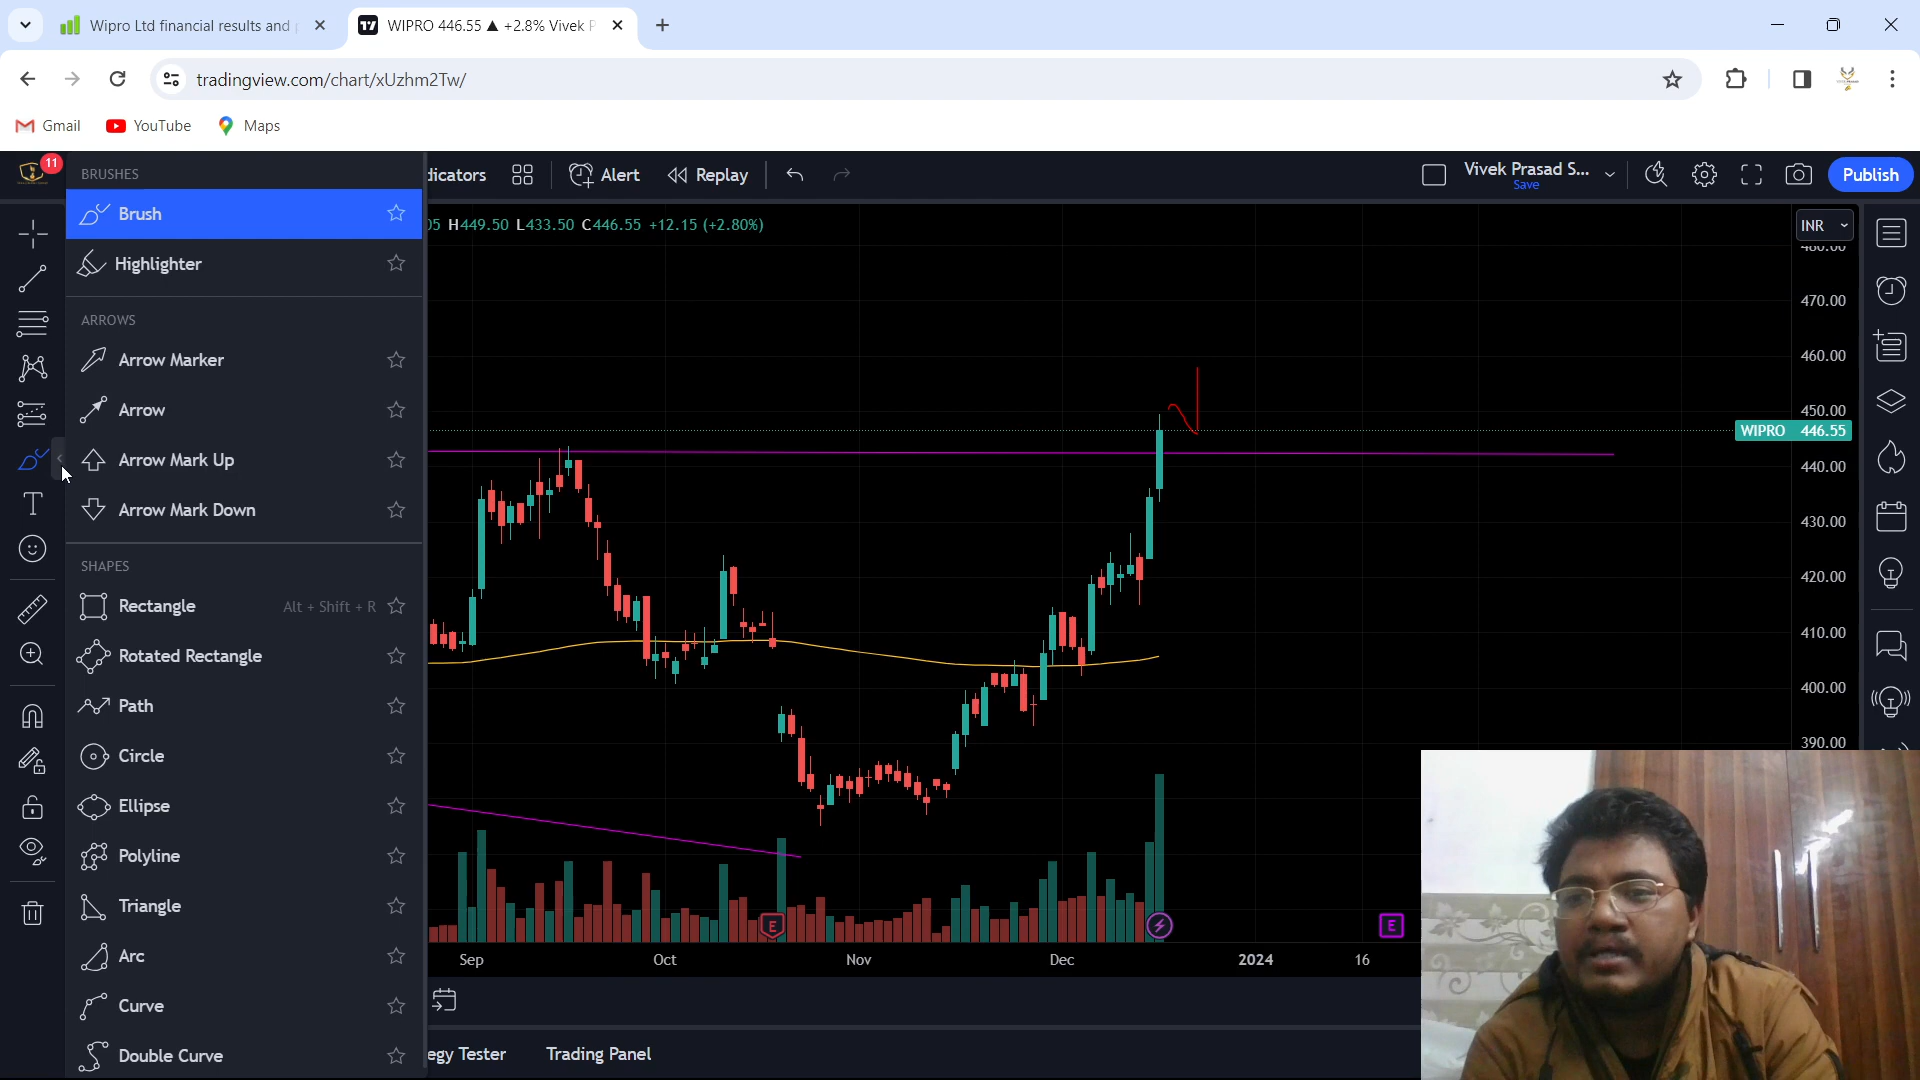 Wipro Ltd financial results and
WIPRO 446.55 ▲ +2.8% Vivek P
tradingview.com/chart/xUzhm2Tw/
Gmail
YouTube
Maps
11
BRUSHES
dicators
Alert
Replay
Vivek Prasad S...
Save
Publish
Brush
05 H449.50 L433.50 C446.55 +12.15 (+2.80%)
INR
480.00
Highlighter
470.00
ARROWS
Arrow Marker
460.00
Arrow
450.00
WIPRO 446.55
Arrow Mark Up
440.00
Arrow Mark Down
430.00
SHAPES
420.00
Rectangle Alt + Shift + R
410.00
Rotated Rectangle
400.00
Path
390.00
Circle
Ellipse
Polyline
Triangle
E
E
Arc
Sep
Oct
Nov
Dec
2024
16
Curve
Double Curve
egy Tester
Trading Panel